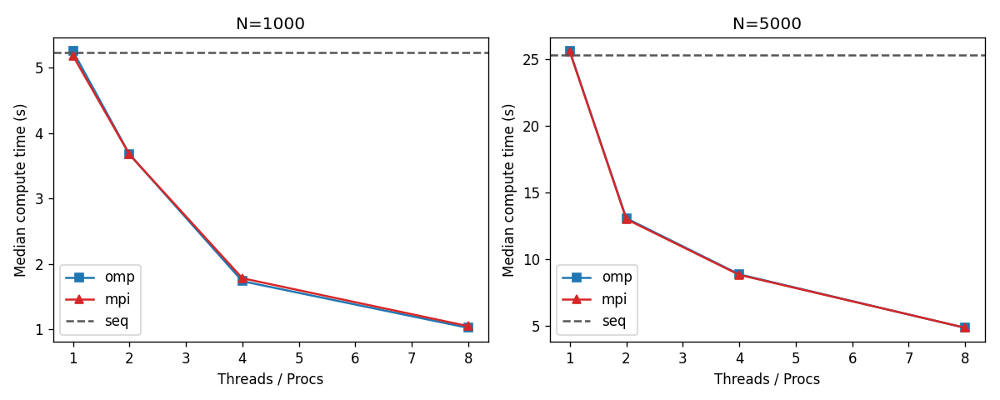 N=1000
Median compute time (s)
5
4
3
2
1
omp
mpi
seq
1 2 3 4 5 6 7 8
Threads / Procs
N=5000
Median compute time (s)
25
20
15
10
5
omp
mpi
seq
1 2 3 4 5 6 7 8
Threads / Procs